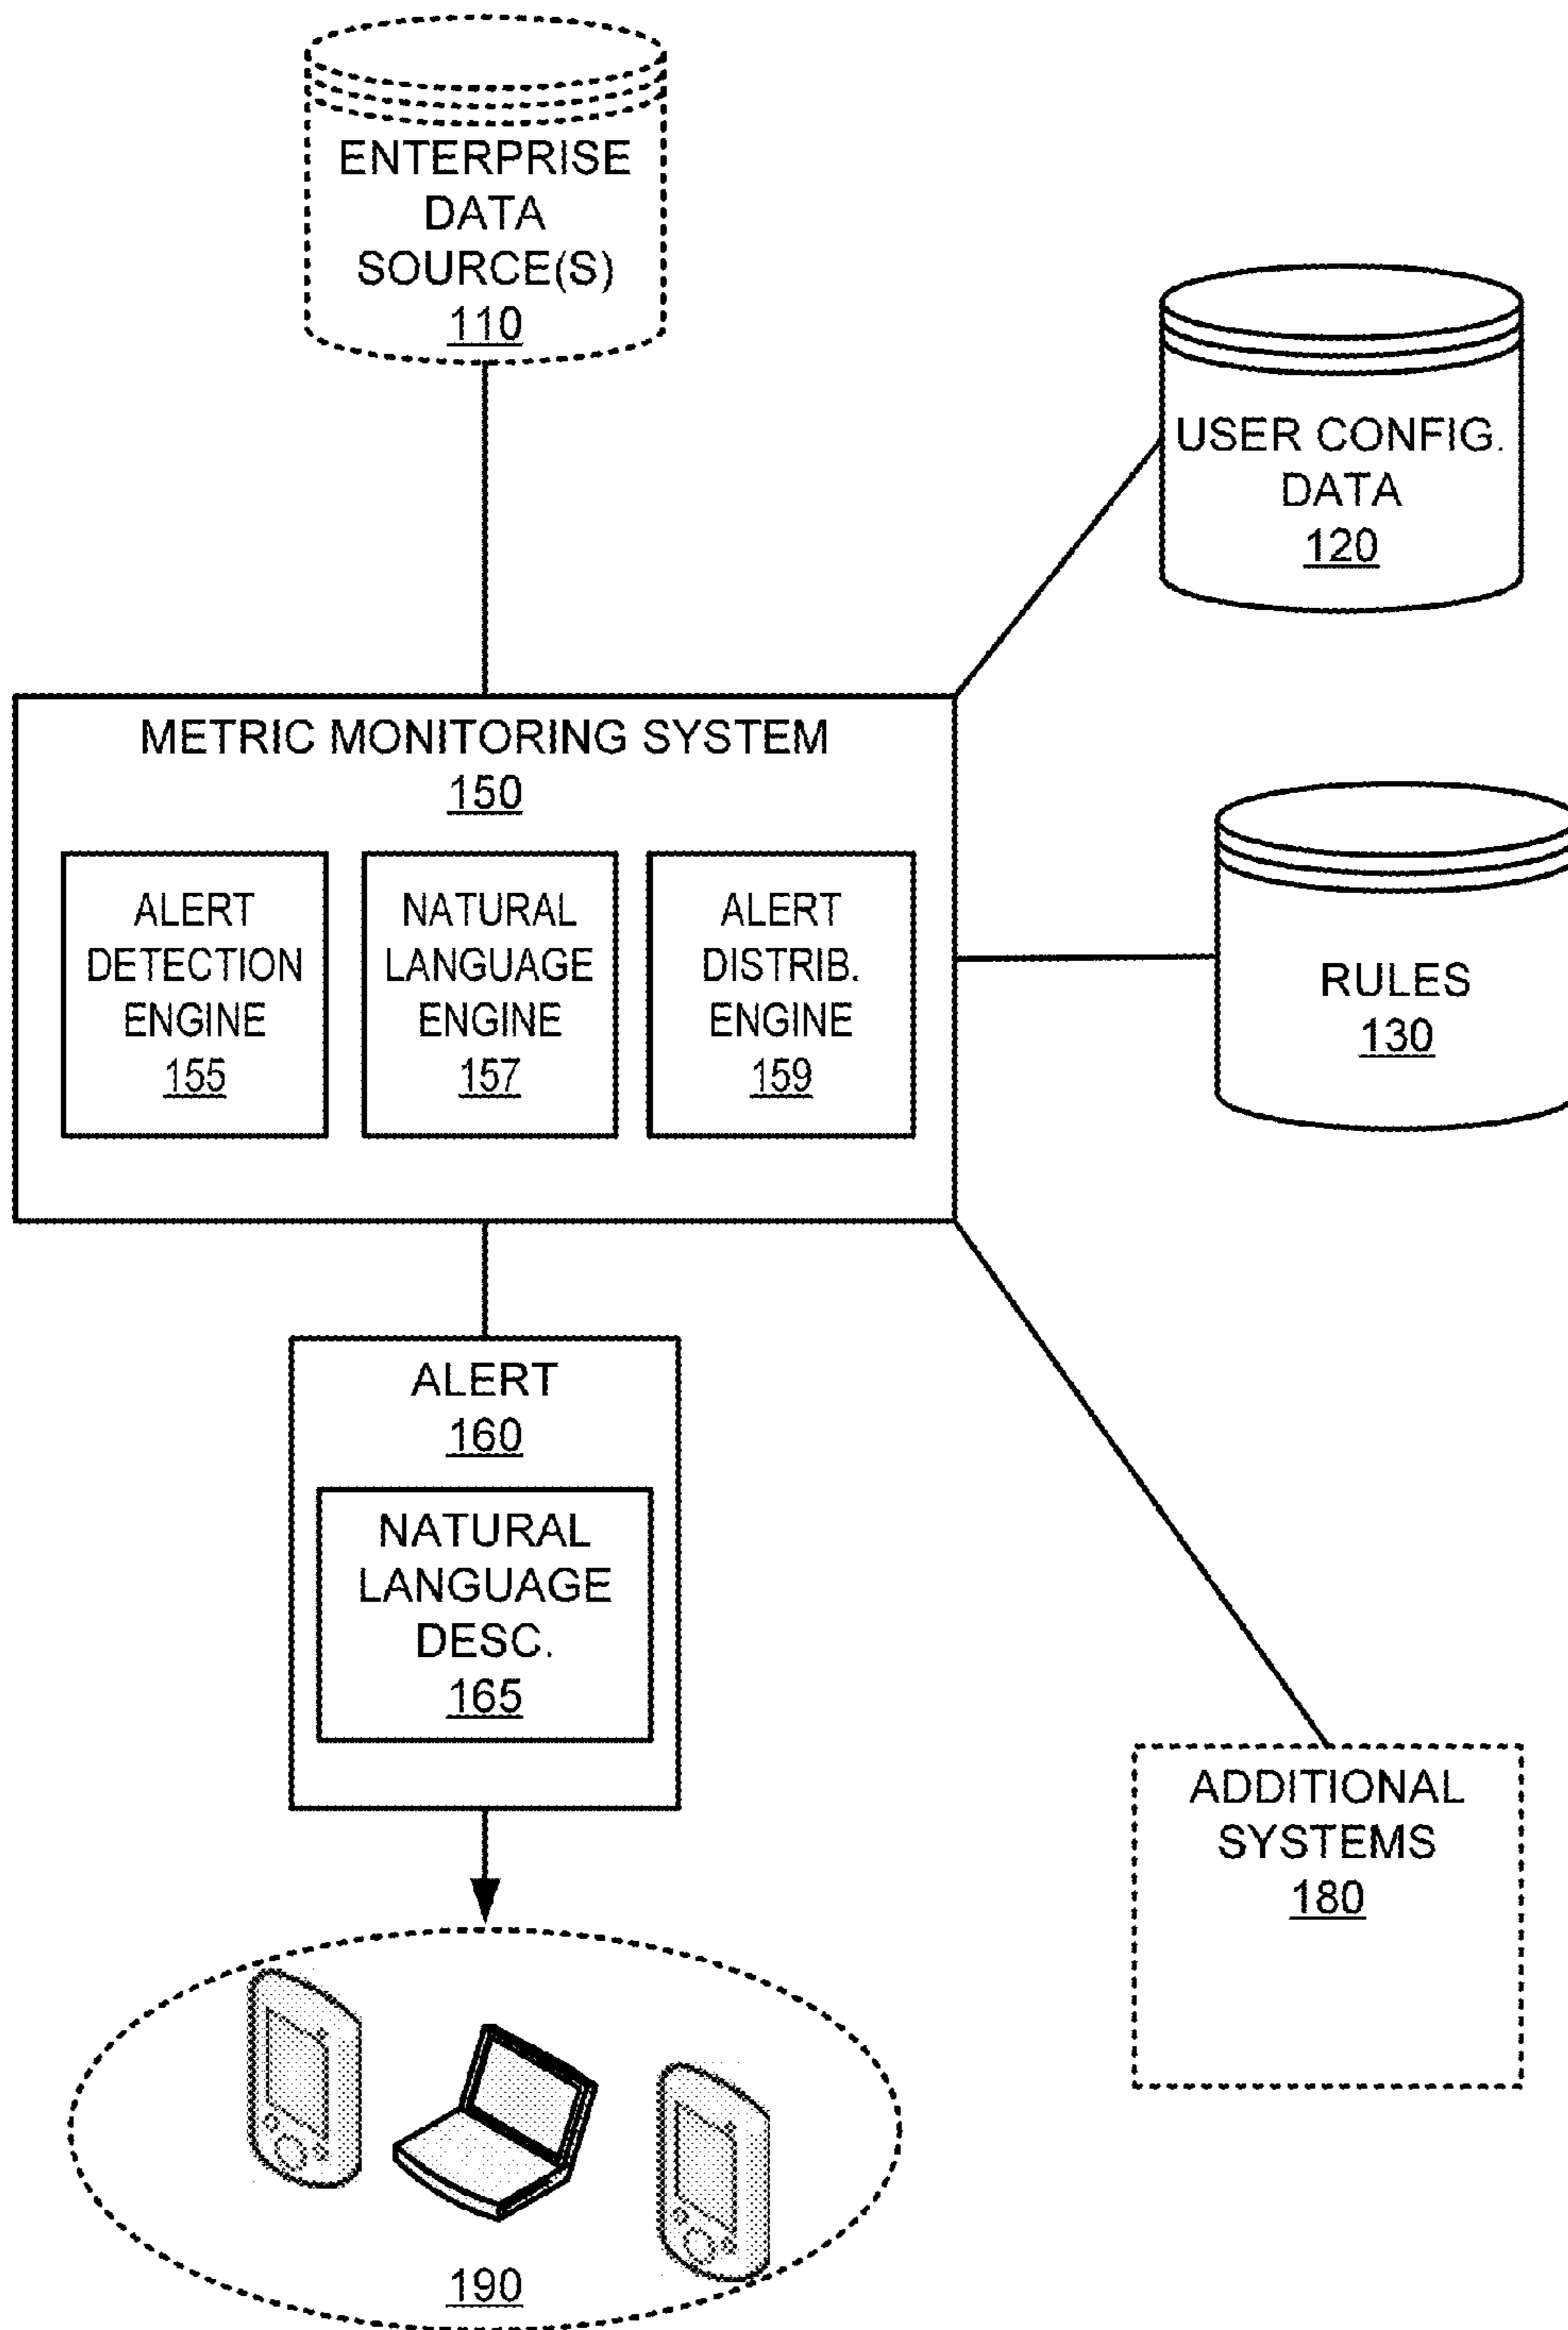 ENTERPRISE
DATA
SOURCE(S)
110
USER CONFIG.
DATA
120
METRIC MONITORING SYSTEM
150
ALERT
DETECTION
ENGINE
155
NATURAL
LANGUAGE
ENGINE
157
ALERT
DISTRIB.
ENGINE
159
RULES
130
ALERT
160
NATURAL
LANGUAGE
DESC.
165
ADDITIONAL
SYSTEMS
180
190